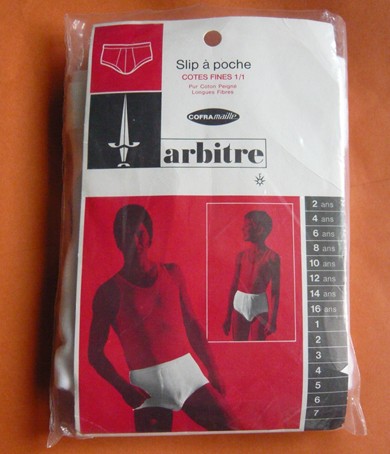 Slip à poche
COTES FINES 1/1
Pur Coton Peigné
Longues Fibres
COFRAmaille
arbitre
2 ans
4 ans
6 ans
8 ans
10 ans
12 ans
14 ans
16 ans
1
2
3
4
5
6
7